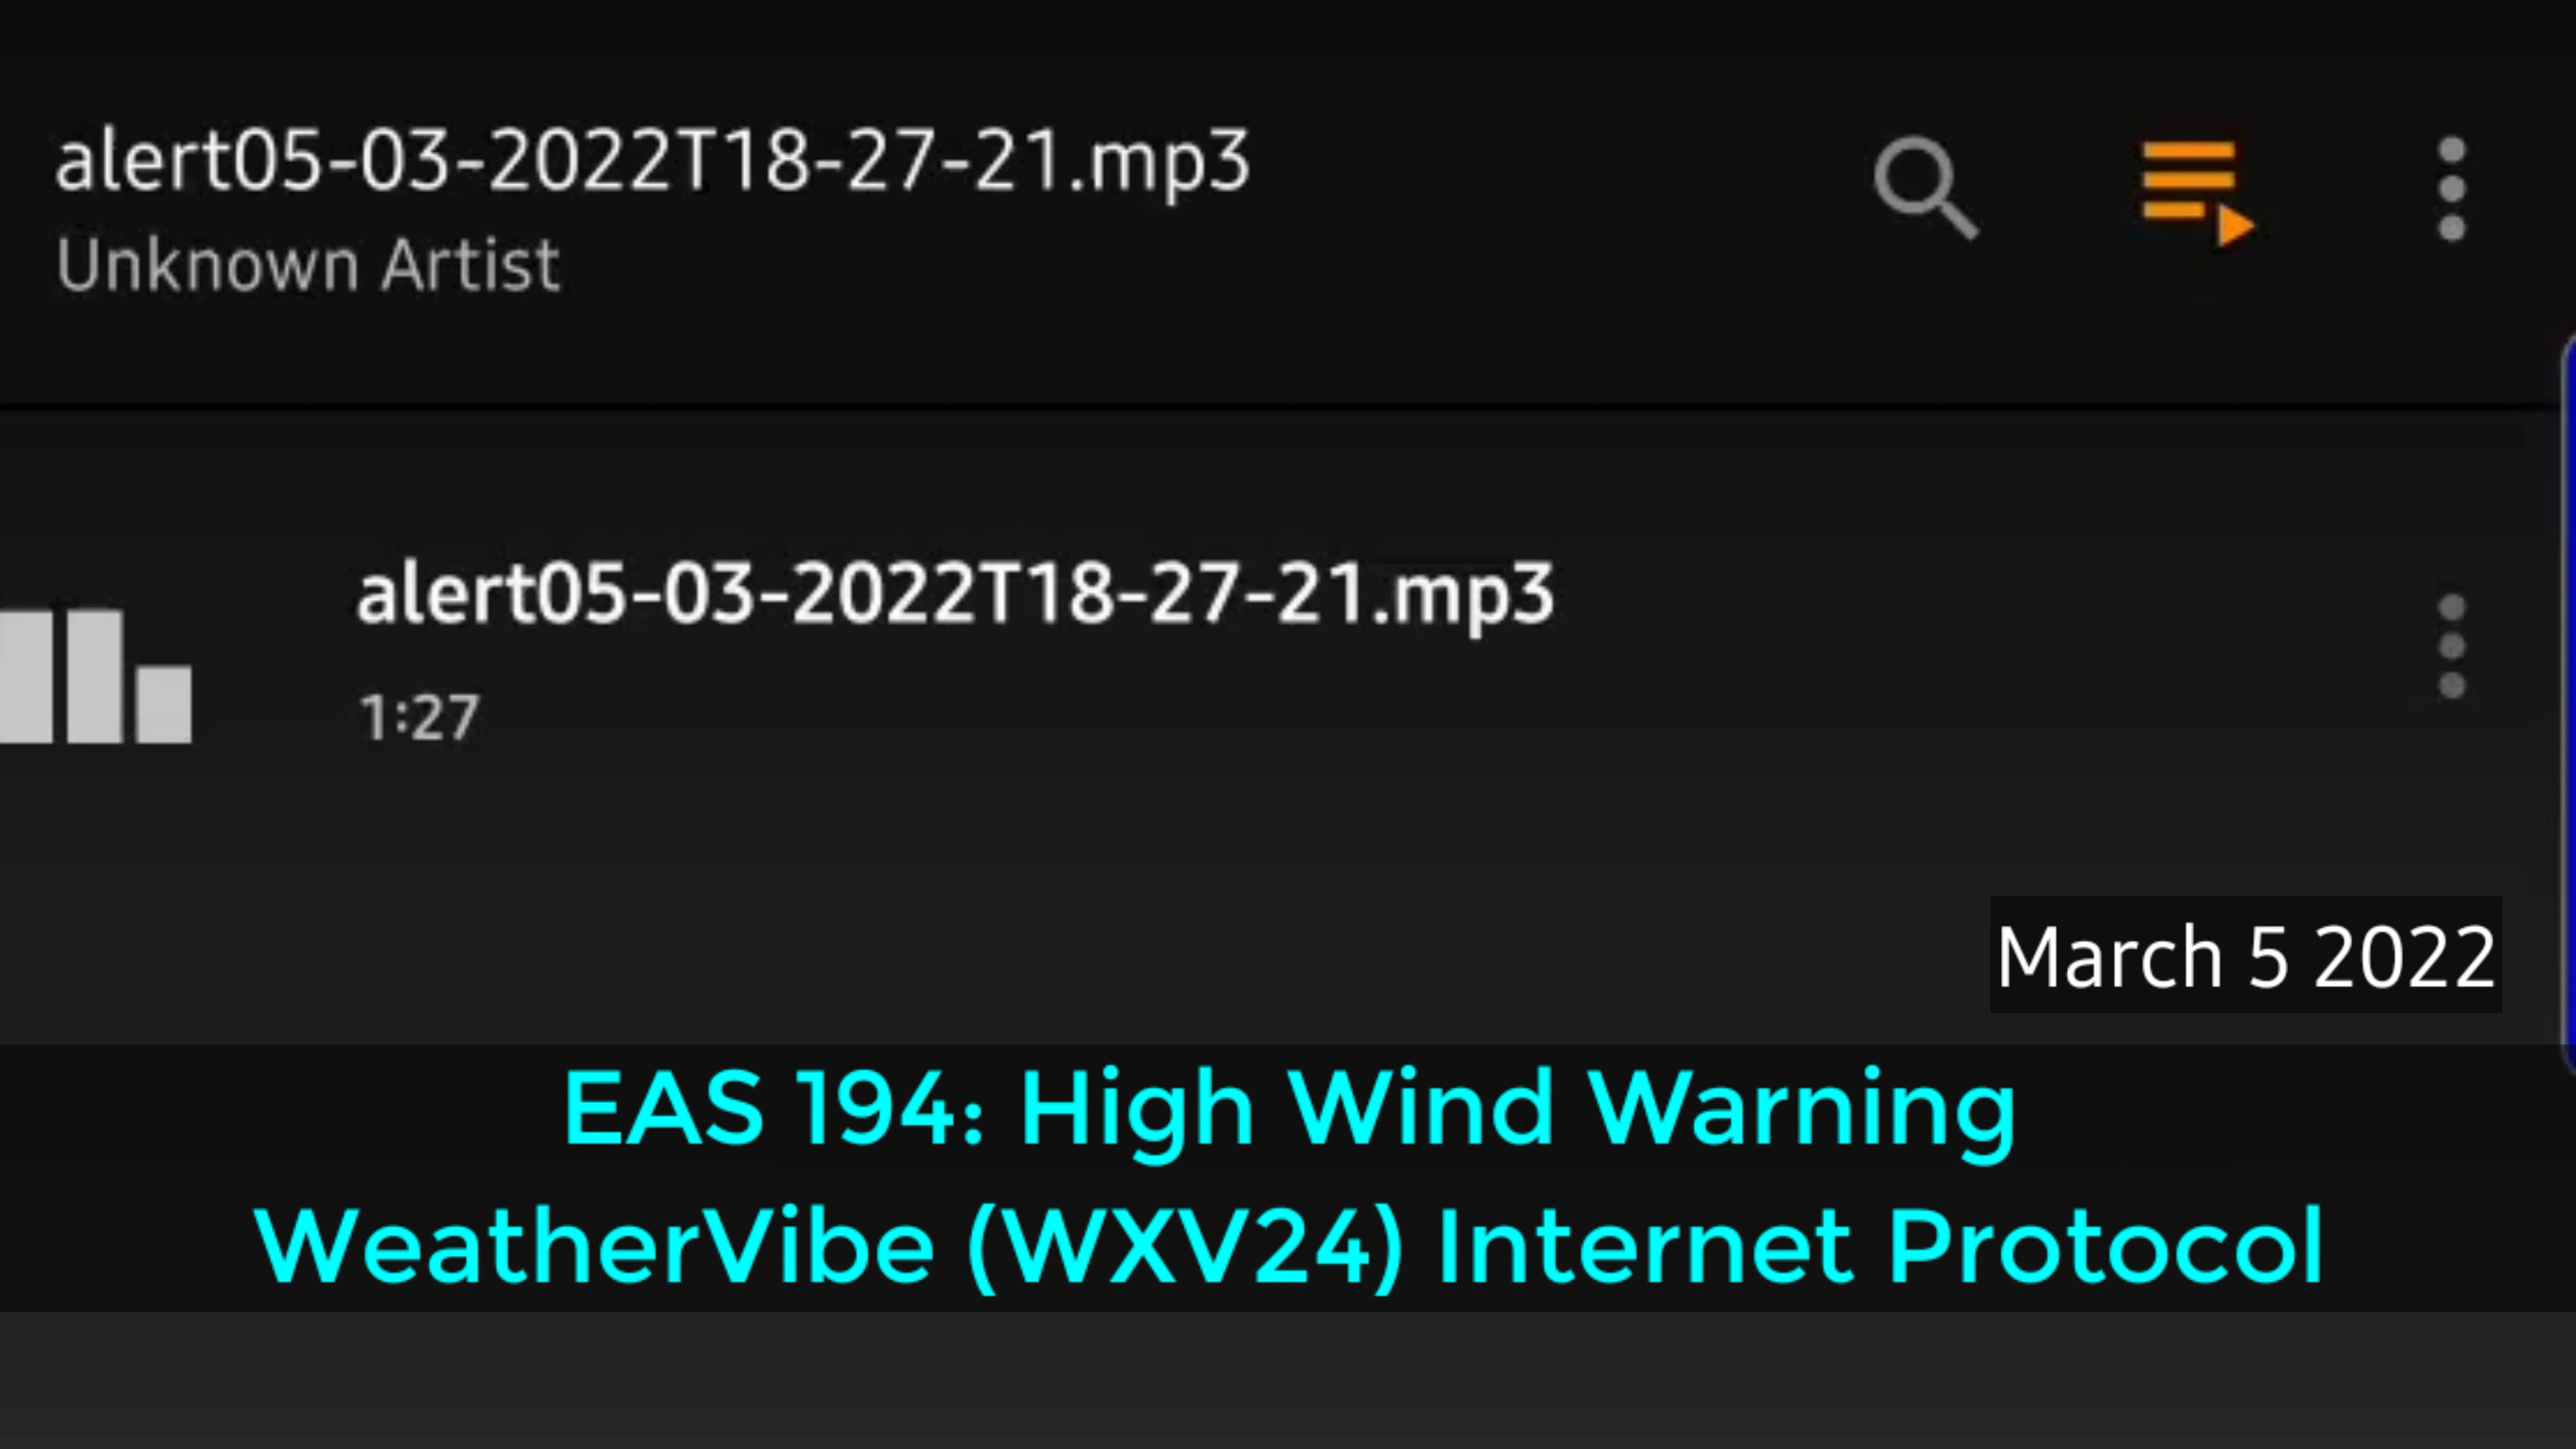 alert05-03-2022T18-27-21.mp3
Unknown Artist
alert05-03-2022T18-27-21.mp3
1:27
March 5 2022
EAS 194: High Wind Warning
WeatherVibe (WXV24) Internet Protocol